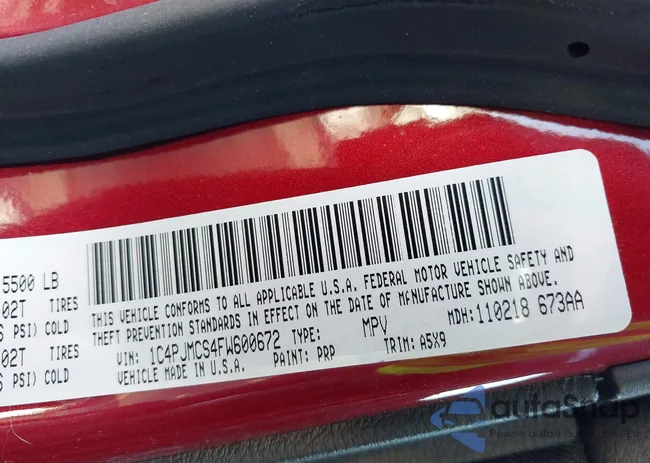 5500 LB
02T TIRES
PSI) COLD
02T TIRES
PSI) COLD
THIS VEHICLE CONFORMS TO ALL APPLICABLE U.S.A. FEDERAL MOTOR VEHICLE SAFETY AND
THEFT PREVENTION STANDARDS IN EFFECT ON THE DATE OF MANUFACTURE SHOWN ABOVE.
VIN: 1C4PJMCS4FW600672 TYPE: MPV MDH: 110218 673AA
VEHICLE MADE IN U.S.A. PAINT: PRP TRIM: A5X9
autoSnap